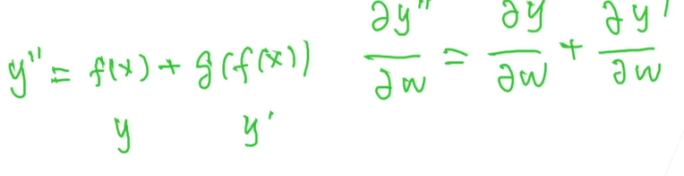 y'' = f(x) + g(f(x)) ∂y''/∂w = ∂y/∂w + ∂y'/∂w
y y'